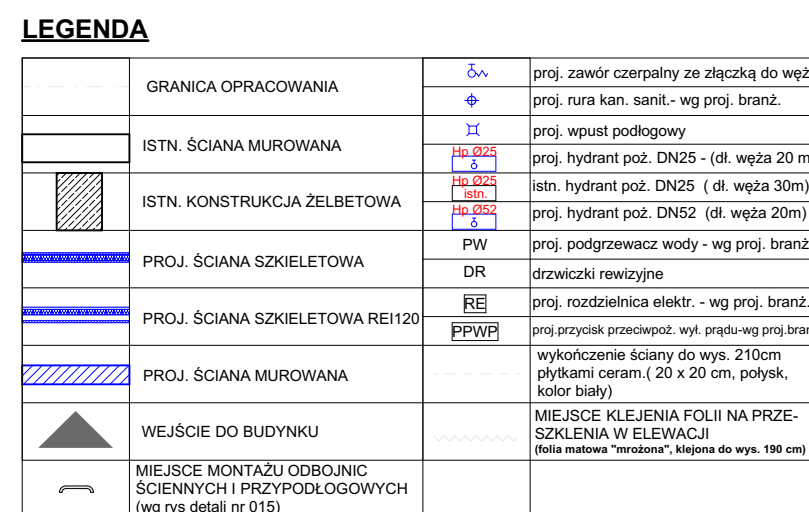 LEGENDA
GRANICA OPRACOWANIA
ISTN. ŚCIANA MUROWANA
ISTN. KONSTRUKCJA ŻELBETOWA
PROJ. ŚCIANA SZKIELETOWA
PROJ. ŚCIANA SZKIELETOWA REI120
PROJ. ŚCIANA MUROWANA
WEJŚCIE DO BUDYNKU
MIEJSCE MONTAŻU ODBOJNIC
ŚCIENNYCH I PRZYPODŁOGOWYCH
(wg rys detali nr 015)
proj. zawór czerpalny ze złączką do węż
proj. rura kan. sanit.- wg proj. branż.
proj. wpust podłogowy
Hp Ø25
proj. hydrant poż. DN25 - (dł. węża 20 m
Hp Ø25
istn.
istn. hydrant poż. DN25 ( dł. węża 30m)
Hp Ø52
proj. hydrant poż. DN52 (dł. węża 20m)
PW proj. podgrzewacz wody - wg proj. branż
DR drzwiczki rewizyjne
RE proj. rozdzielnica elektr. - wg proj. branż.
PPWP proj.przycisk przeciwpoż. wył. prądu-wg proj.bran
wykończenie ściany do wys. 210cm
płytkami ceram.( 20 x 20 cm, połysk,
kolor biały)
MIEJSCE KLEJENIA FOLII NA PRZE-
SZKLENIA W ELEWACJI
(folia matowa "mrożona", klejona do wys. 190 cm)